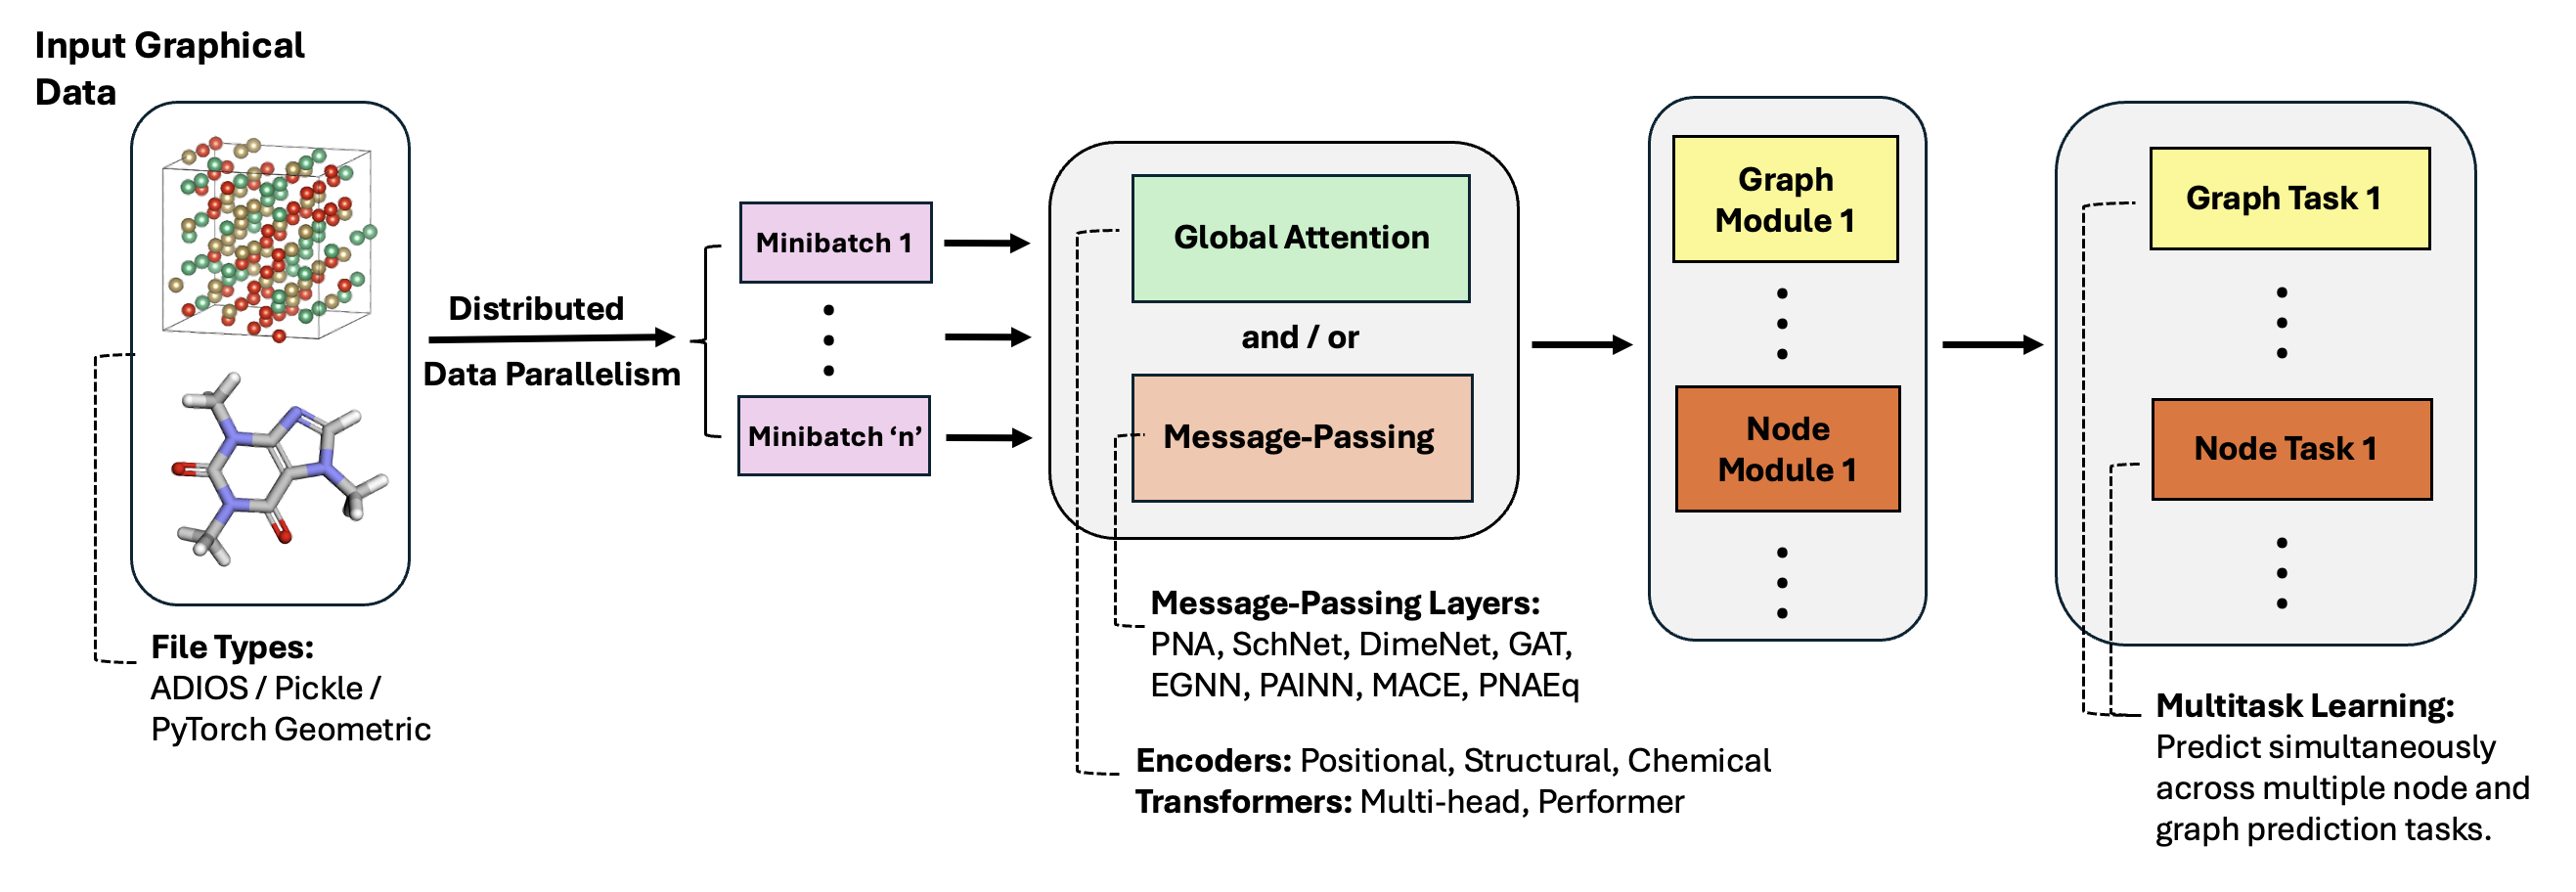 Input Graphical
Data
File Types:
ADIOS / Pickle /
PyTorch Geometric
Distributed
Data Parallelism
Minibatch 1
Minibatch ‘n’
Global Attention
and / or
Message-Passing
Message-Passing Layers:
PNA, SchNet, DimeNet, GAT,
EGNN, PAINN, MACE, PNAEq
Encoders: Positional, Structural, Chemical
Transformers: Multi-head, Performer
Graph
Module 1
Node
Module 1
Graph Task 1
Node Task 1
Multitask Learning:
Predict simultaneously
across multiple node and
graph prediction tasks.